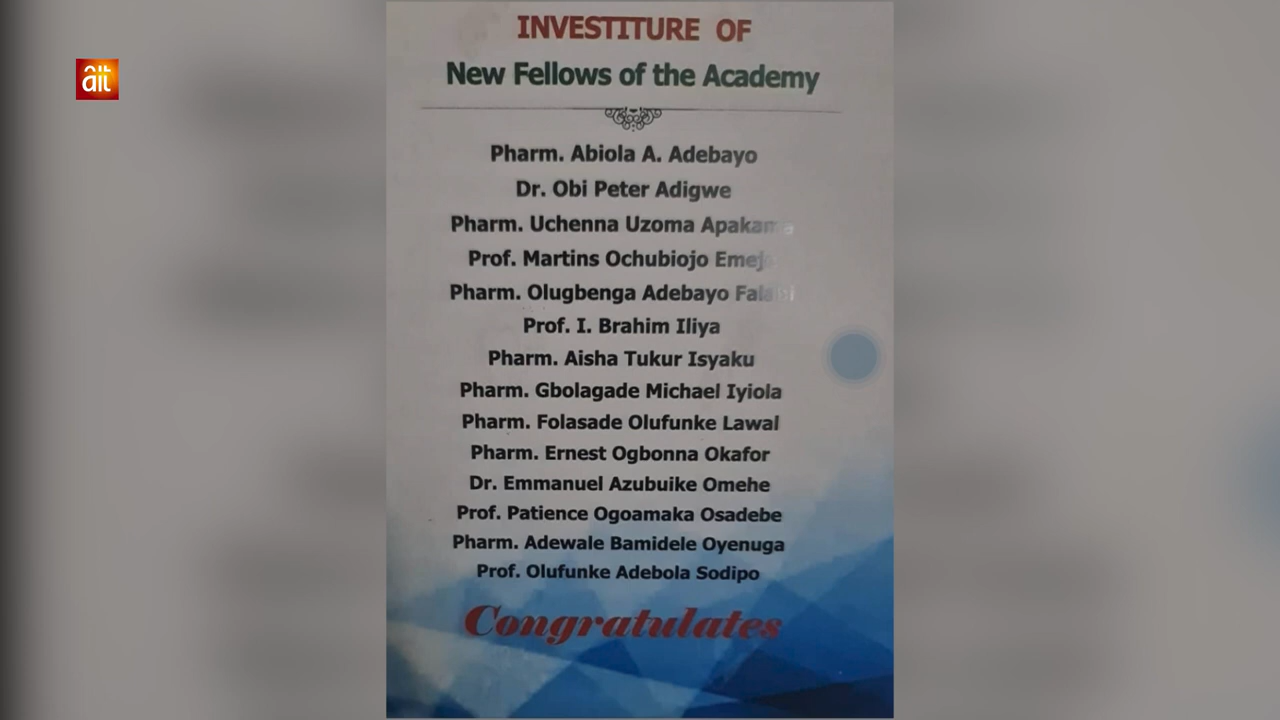 ait
INVESTITURE OF
New Fellows of the Academy
Pharm. Abiola A. Adebayo
Dr. Obi Peter Adigwe
Pharm. Uchenna Uzoma Apakama
Prof. Martins Ochubiojo Emeje
Pharm. Olugbenga Adebayo Falabi
Prof. I. Brahim Iliya
Pharm. Aisha Tukur Isyaku
Pharm. Gbolagade Michael Iyiola
Pharm. Folasade Olufunke Lawal
Pharm. Ernest Ogbonna Okafor
Dr. Emmanuel Azubuike Omehe
Prof. Patience Ogoamaka Osadebe
Pharm. Adewale Bamidele Oyenuga
Prof. Olufunke Adebola Sodipo
Congratulates